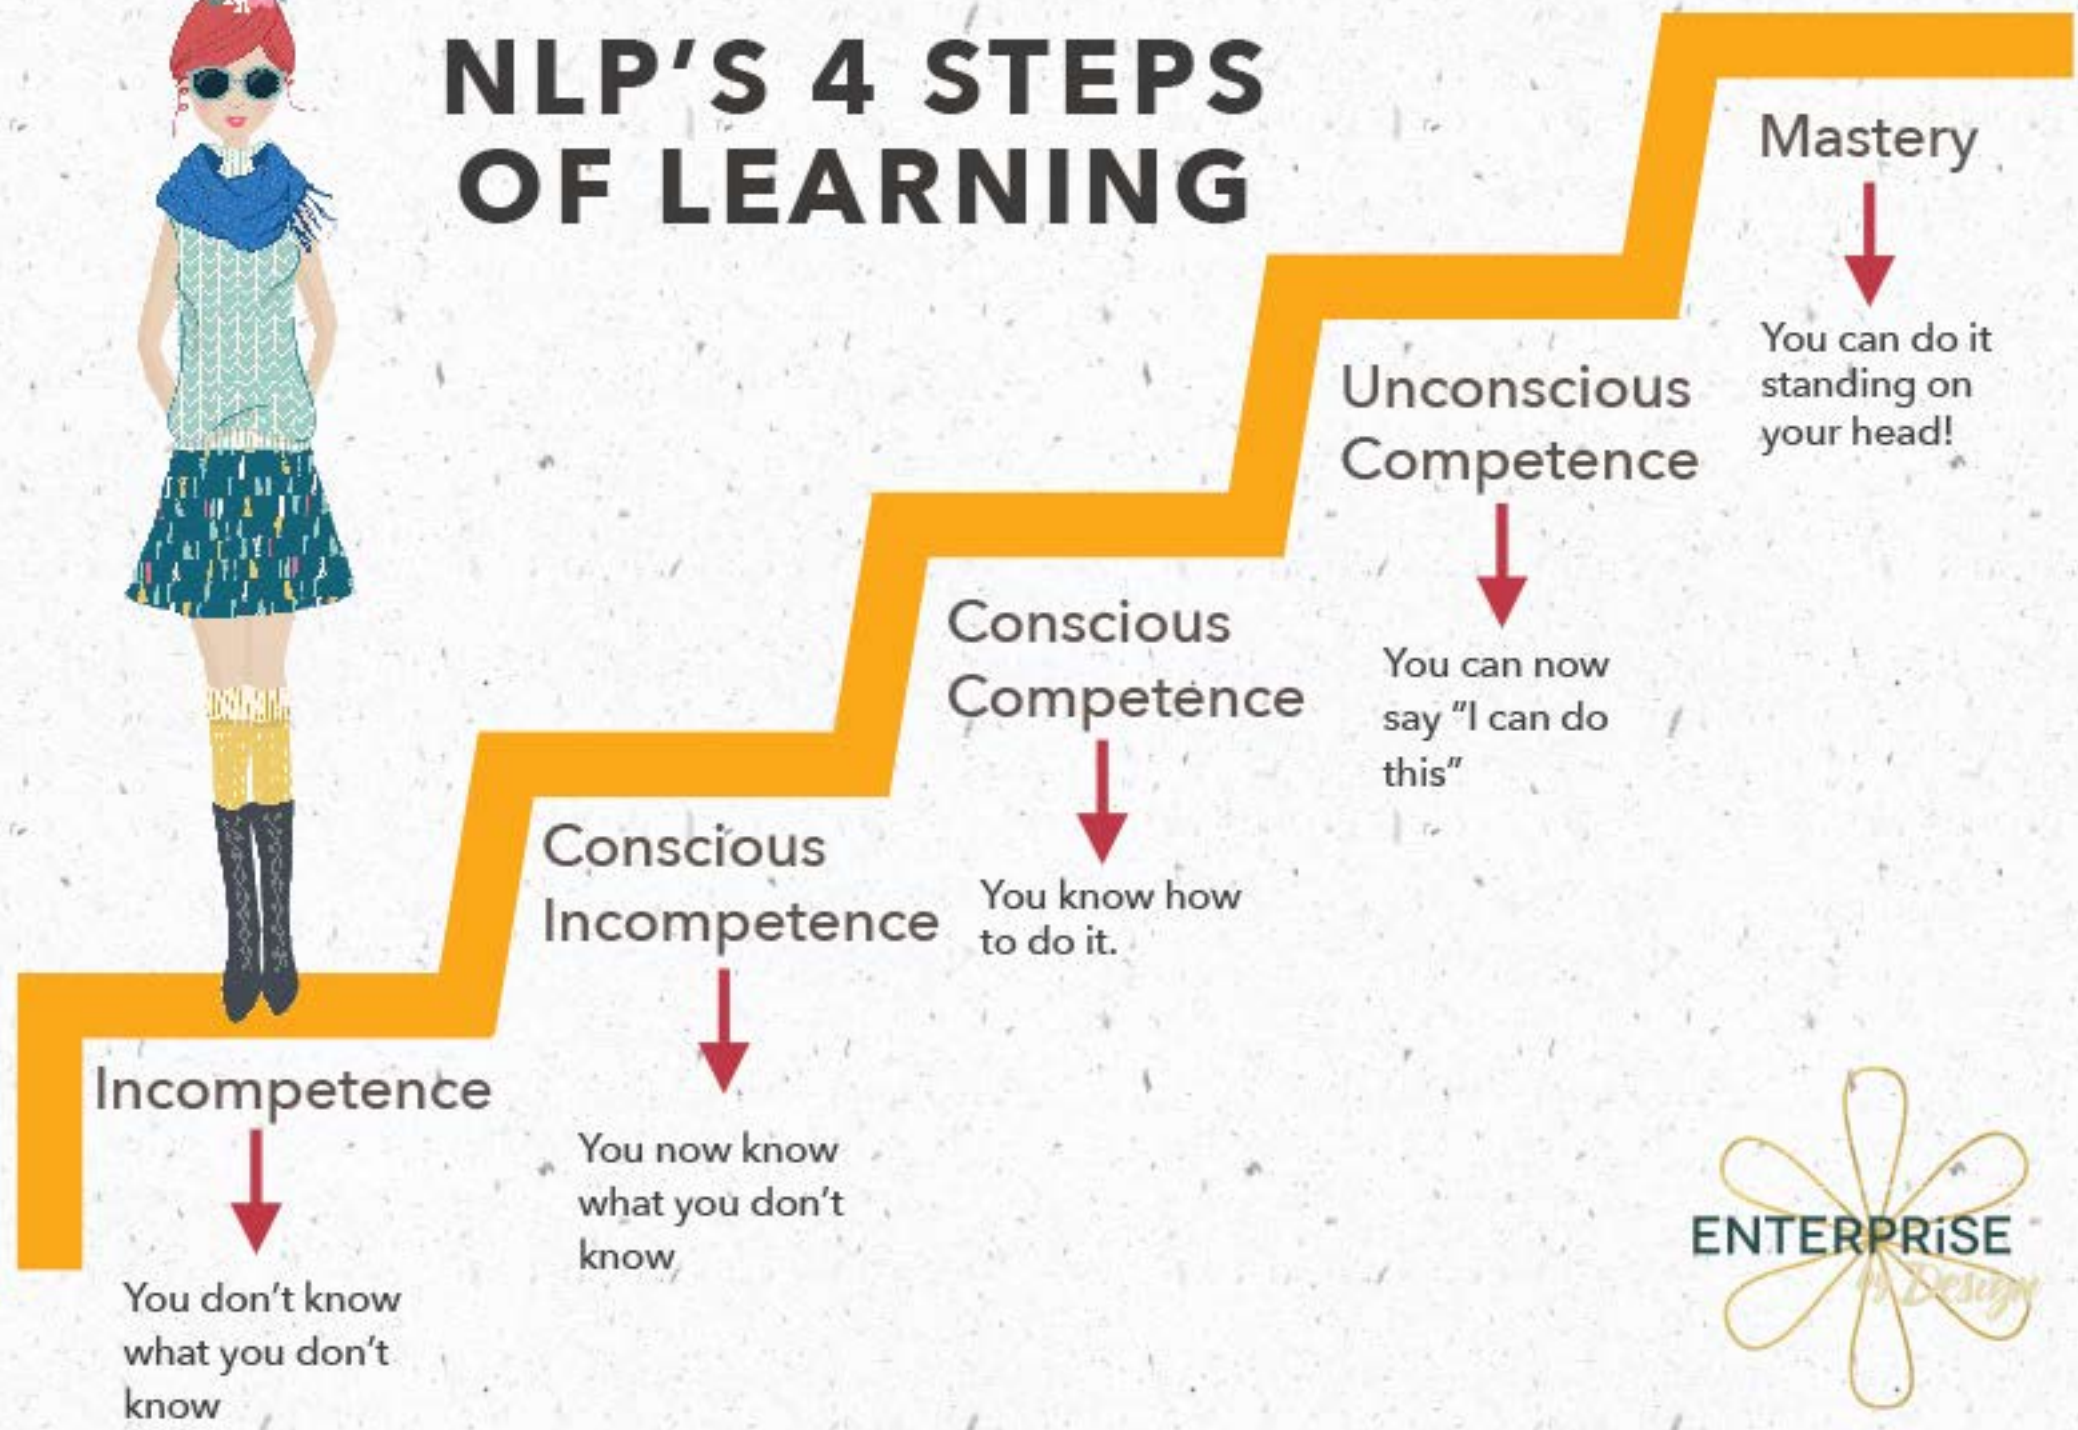 NLP'S 4 STEPS
OF LEARNING
Incompetence
You don't know
what you don't
know
Conscious
Incompetence
You now know
what you don't
know
Conscious
Competence
You know how
to do it.
Unconscious
Competence
You can now
say "I can do
this"
Mastery
You can do it
standing on
your head!
ENTERPRiSE
by Design